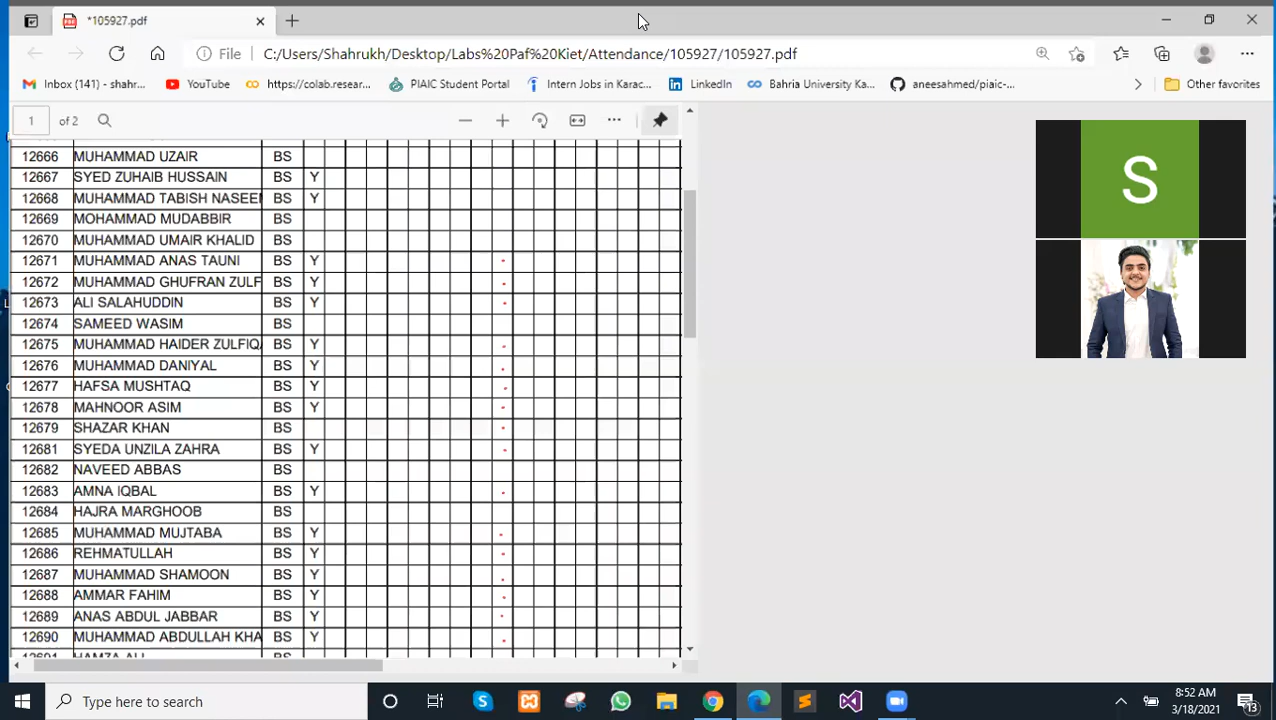 *105927.pdf
File C:/Users/Shahrukh/Desktop/Labs%20Paf%20Kiet/Attendance/105927/105927.pdf
Inbox (141) - shahr... YouTube https://colab.resear... PIAIC Student Portal Intern Jobs in Karac... LinkedIn Bahria University Ka... aneesahmed/piaic-... Other favorites
1 of 2
12666 MUHAMMAD UZAIR BS
12667 SYED ZUHAIB HUSSAIN BS Y
12668 MUHAMMAD TABISH NASEEM BS Y
12669 MOHAMMAD MUDABBIR BS
12670 MUHAMMAD UMAIR KHALID BS
12671 MUHAMMAD ANAS TAUNI BS Y
12672 MUHAMMAD GHUFRAN ZULF BS Y
12673 ALI SALAHUDDIN BS Y
12674 SAMEED WASIM BS
12675 MUHAMMAD HAIDER ZULFIQA BS Y
12676 MUHAMMAD DANIYAL BS Y
12677 HAFSA MUSHTAQ BS Y
12678 MAHNOOR ASIM BS Y
12679 SHAZAR KHAN BS
12681 SYEDA UNZILA ZAHRA BS Y
12682 NAVEED ABBAS BS
12683 AMNA IQBAL BS Y
12684 HAJRA MARGHOOB BS
12685 MUHAMMAD MUJTABA BS Y
12686 REHMATULLAH BS Y
12687 MUHAMMAD SHAMOON BS Y
12688 AMMAR FAHIM BS Y
12689 ANAS ABDUL JABBAR BS Y
12690 MUHAMMAD ABDULLAH KHA BS Y
12691 HAMZA ALI BS
S
Type here to search
8:52 AM
3/18/2021
13